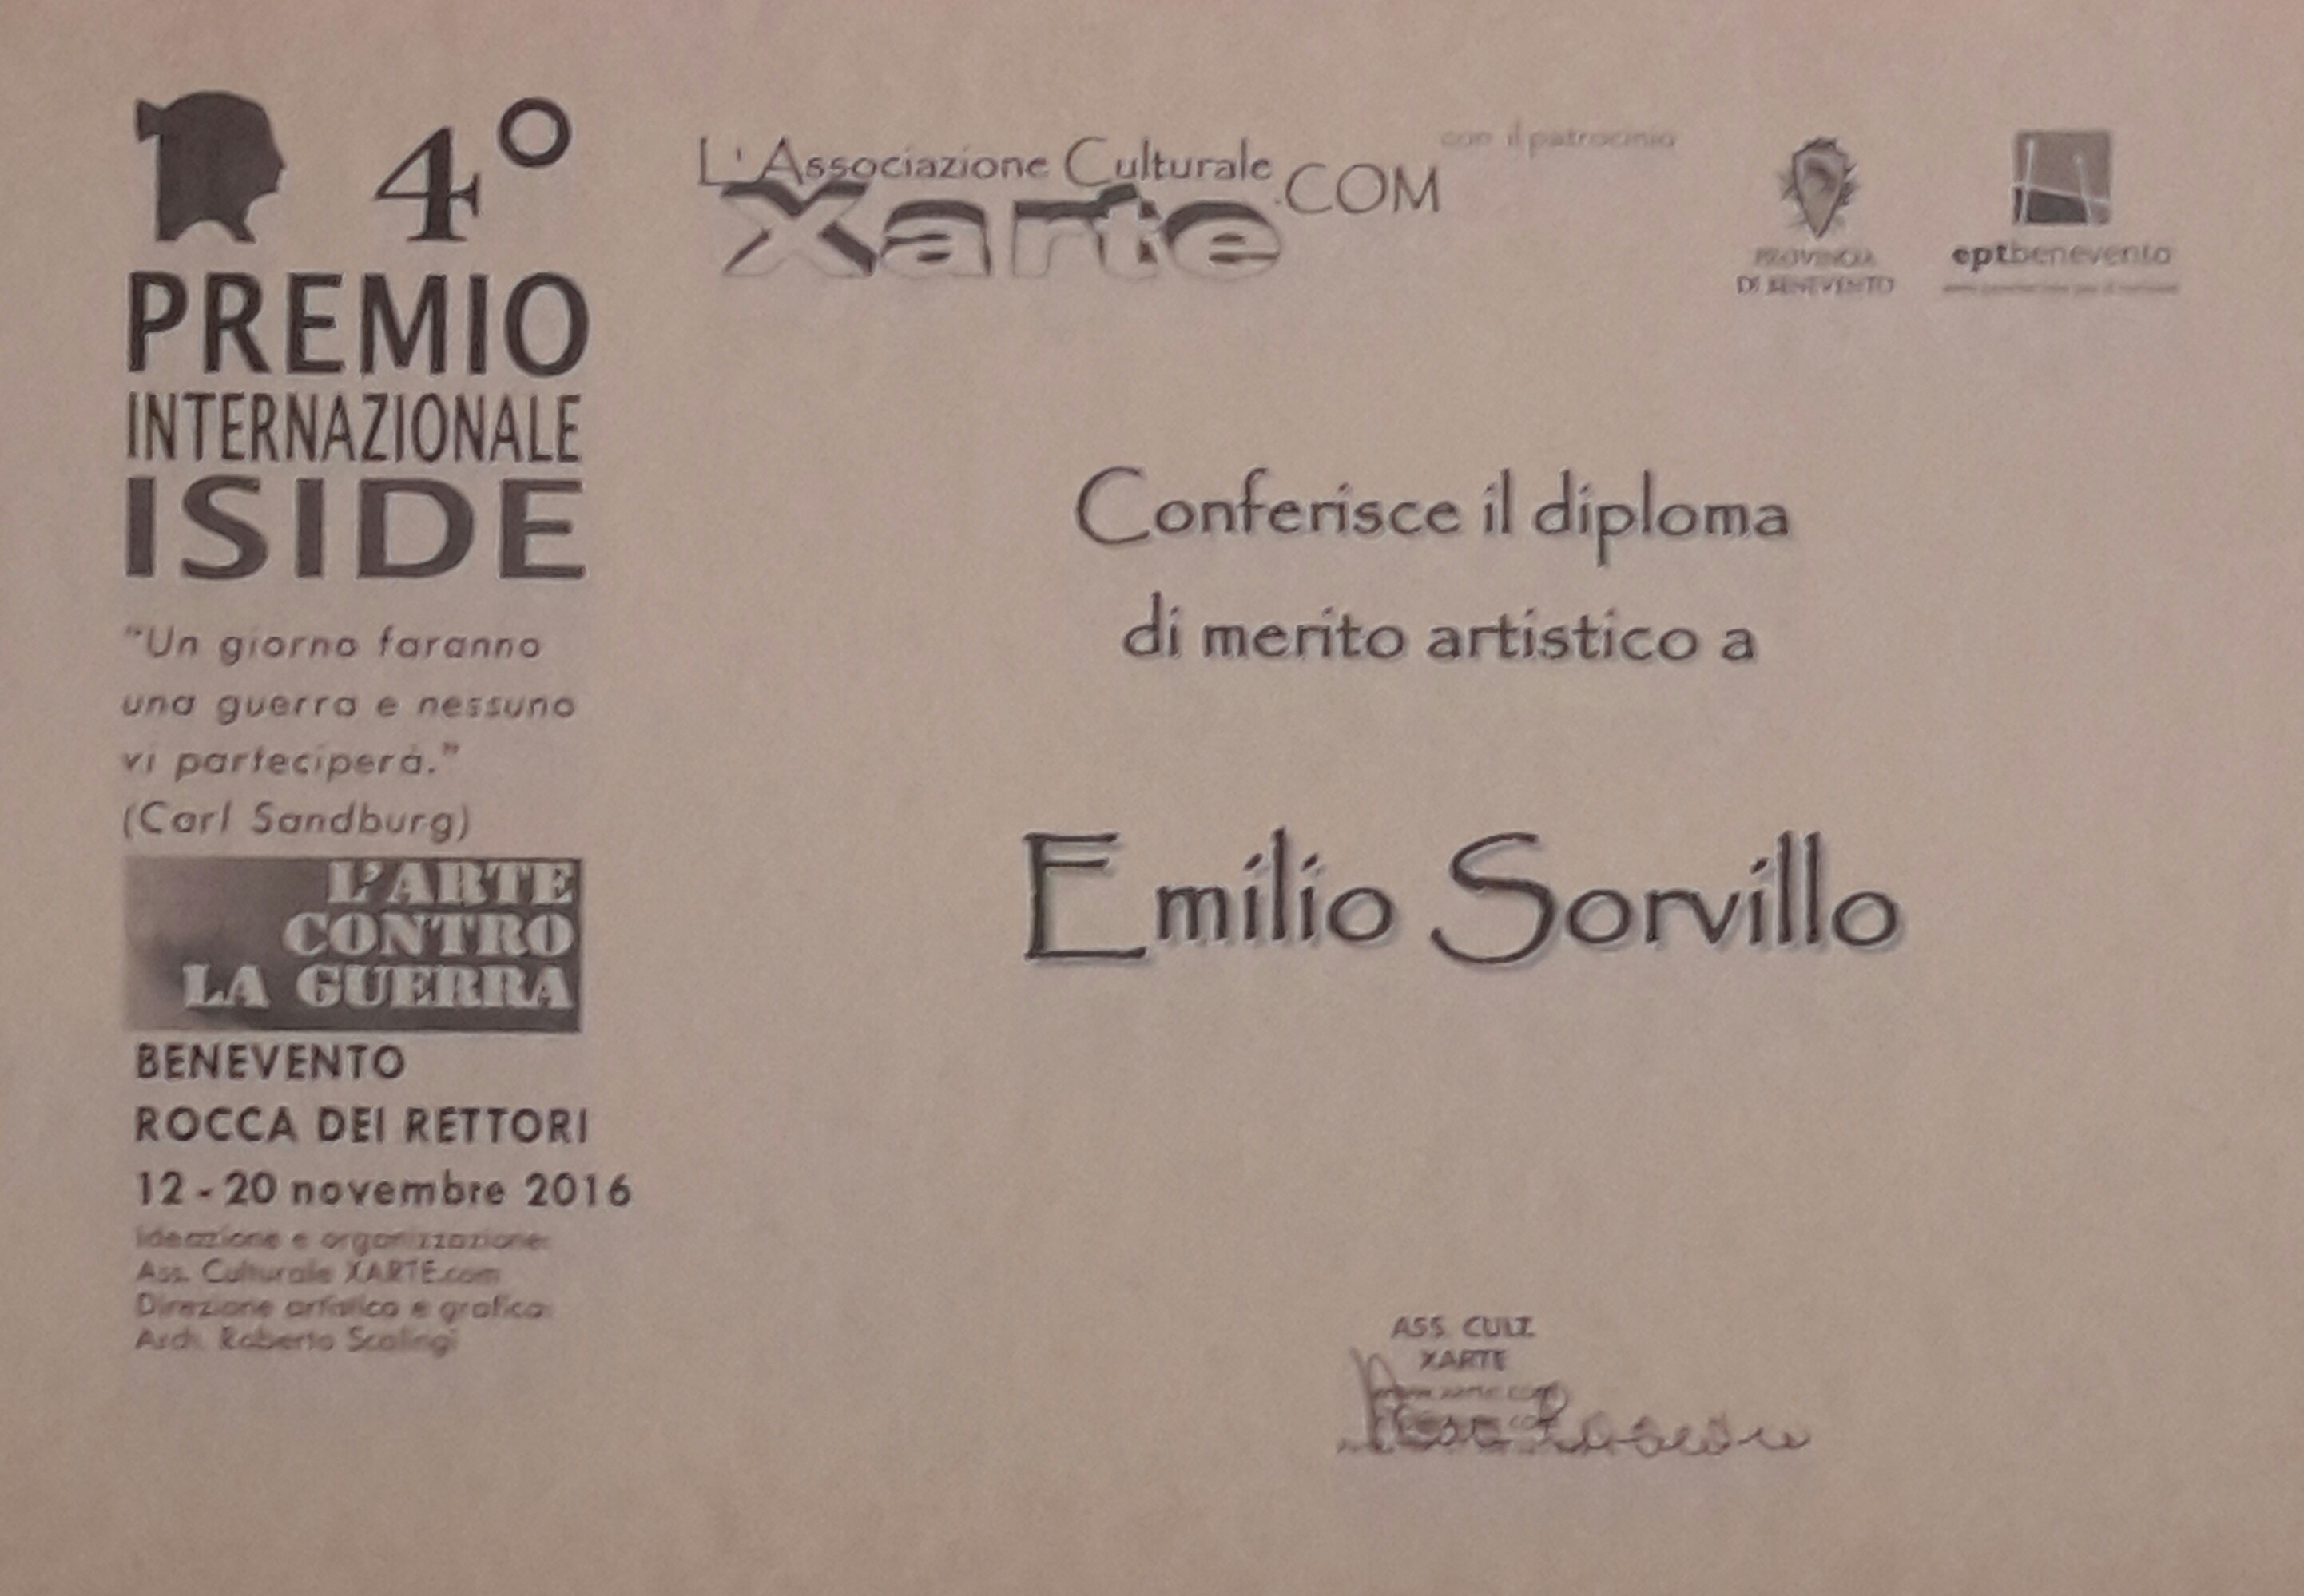 4°
PREMIO
INTERNAZIONALE
ISIDE
"Un giorno faranno
una guerra e nessuno
vi parteciperà."
(Carl Sandburg)
L'ARTE
CONTRO
LA GUERRA
BENEVENTO
ROCCA DEI RETTORI
12 - 20 novembre 2016
Ideazione e organizzazione:
Ass. Culturale XARTE.com
Direzione artistica e grafica:
Arch. Roberto Scalingi
L'Associazione Culturale
Xarte.COM
con il patrocinio
PROVINCIA
DI BENEVENTO
eptbenevento
Conferisce il diploma
di merito artistico a
Emilio Sorvillo
ASS. CULT.
XARTE
www.xarte.com